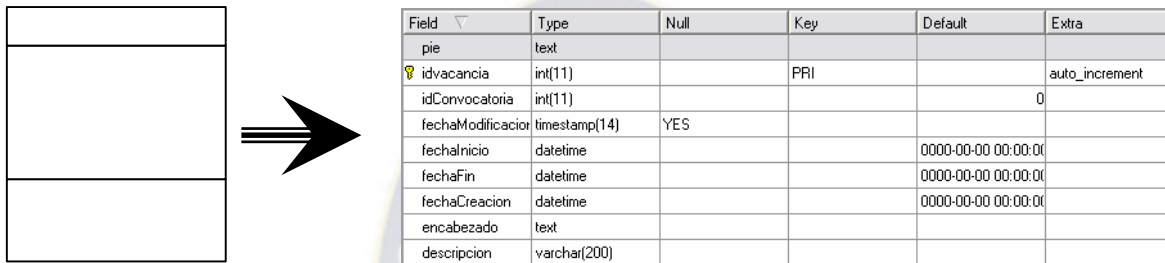 Field Type Null Key Default Extra
pie text
idvacancia int(11) PRI auto_increment
idConvocatoria int(11) 0
fechaModificacion timestamp(14) YES
fechaInicio datetime 0000-00-00 00:00:00
fechaFin datetime 0000-00-00 00:00:00
fechaCreacion datetime 0000-00-00 00:00:00
encabezado text
descripcion varchar(200)